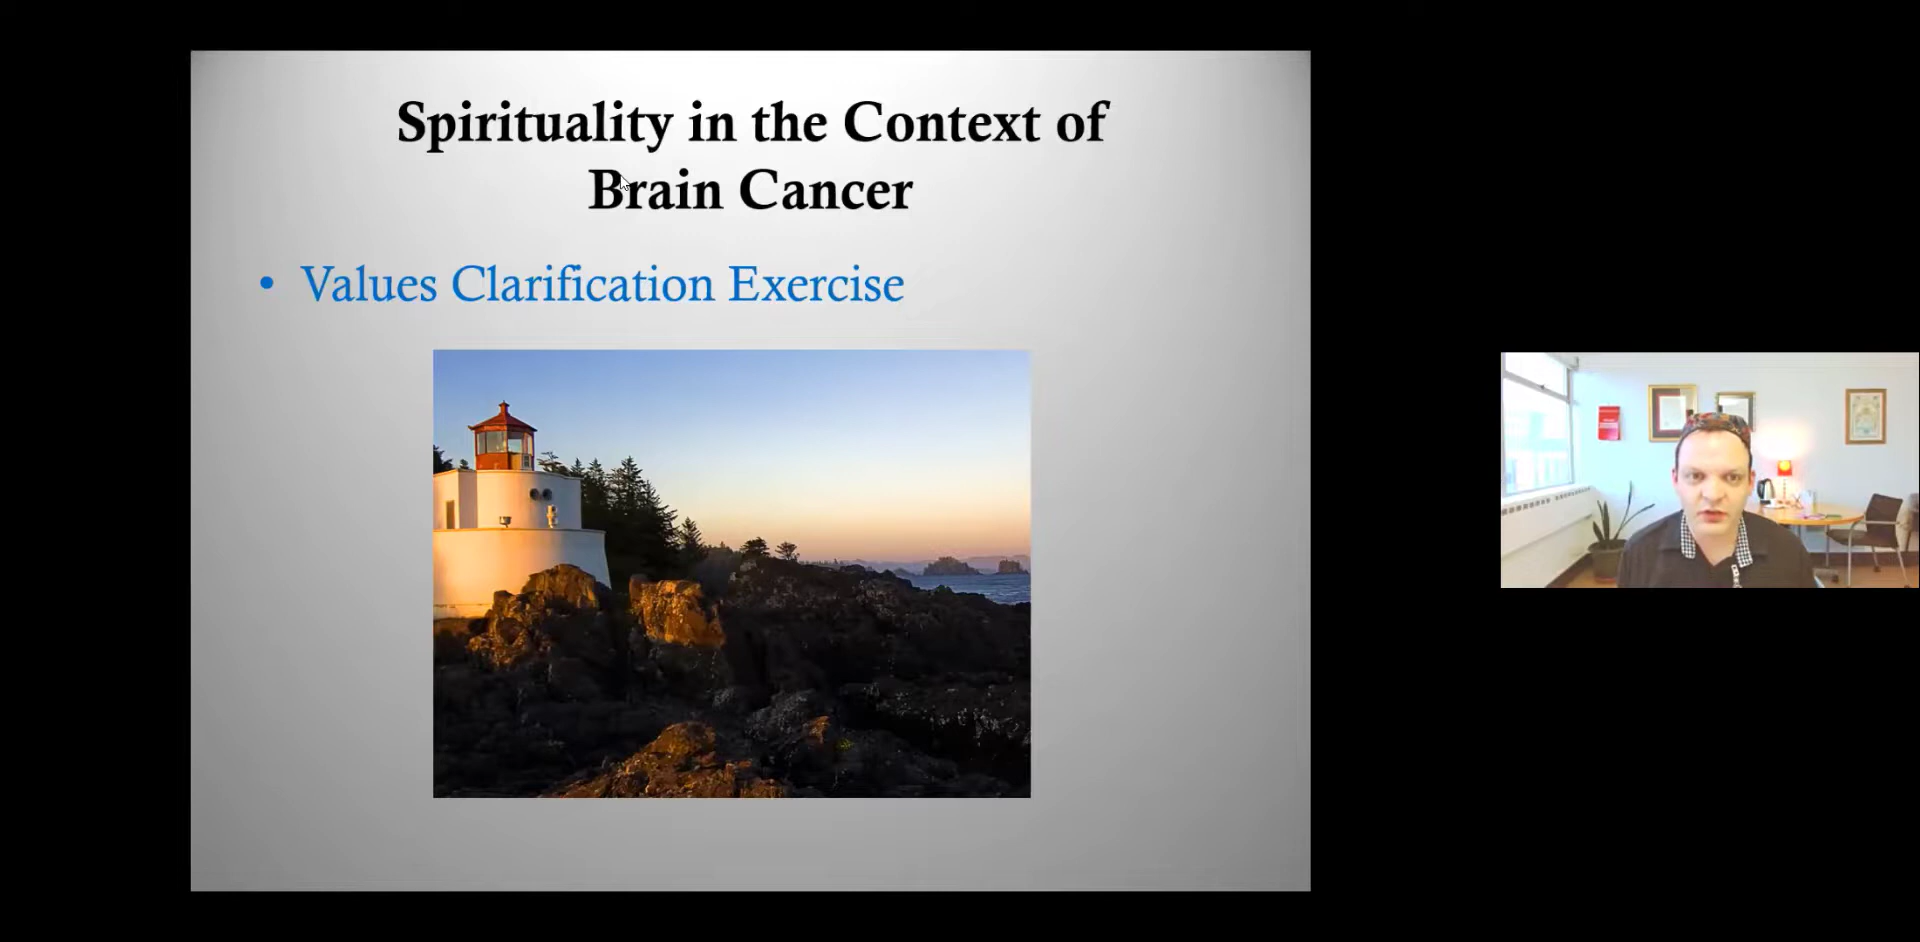 Spirituality in the Context of
Brain Cancer
• Values Clarification Exercise